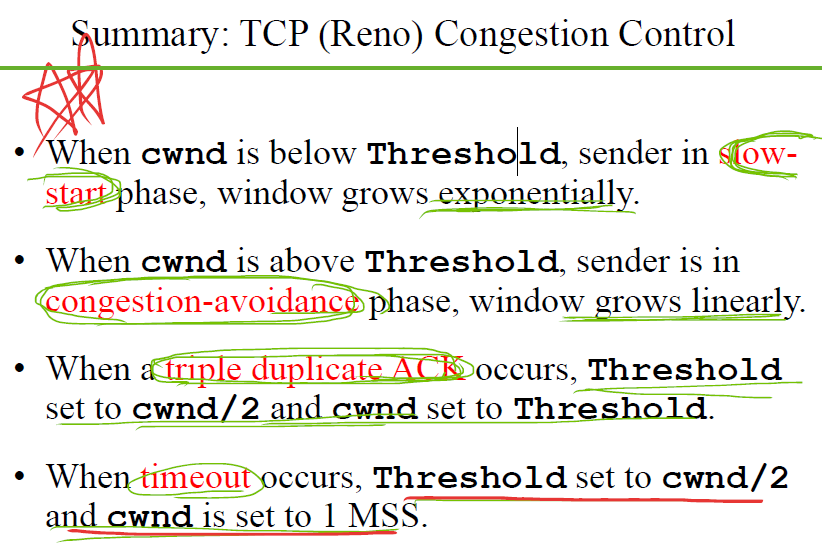 Summary: TCP (Reno) Congestion Control
• When cwnd is below Threshold, sender in slow-
start phase, window grows exponentially.
• When cwnd is above Threshold, sender is in
congestion-avoidance phase, window grows linearly.
• When a triple duplicate ACK occurs, Threshold
set to cwnd/2 and cwnd set to Threshold.
• When timeout occurs, Threshold set to cwnd/2
and cwnd is set to 1 MSS.